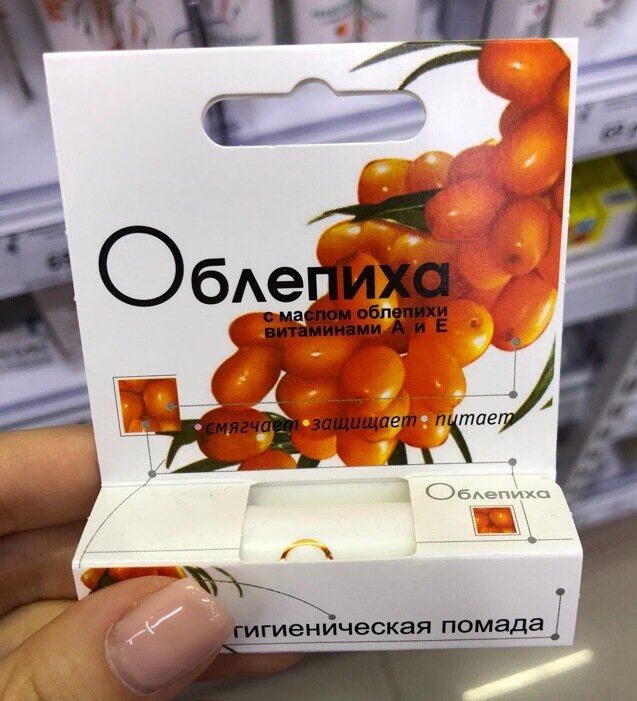 Облепиха
с маслом облепихи
витаминами А и Е
смягчает защищает питает
Облепиха
гигиеническая помада